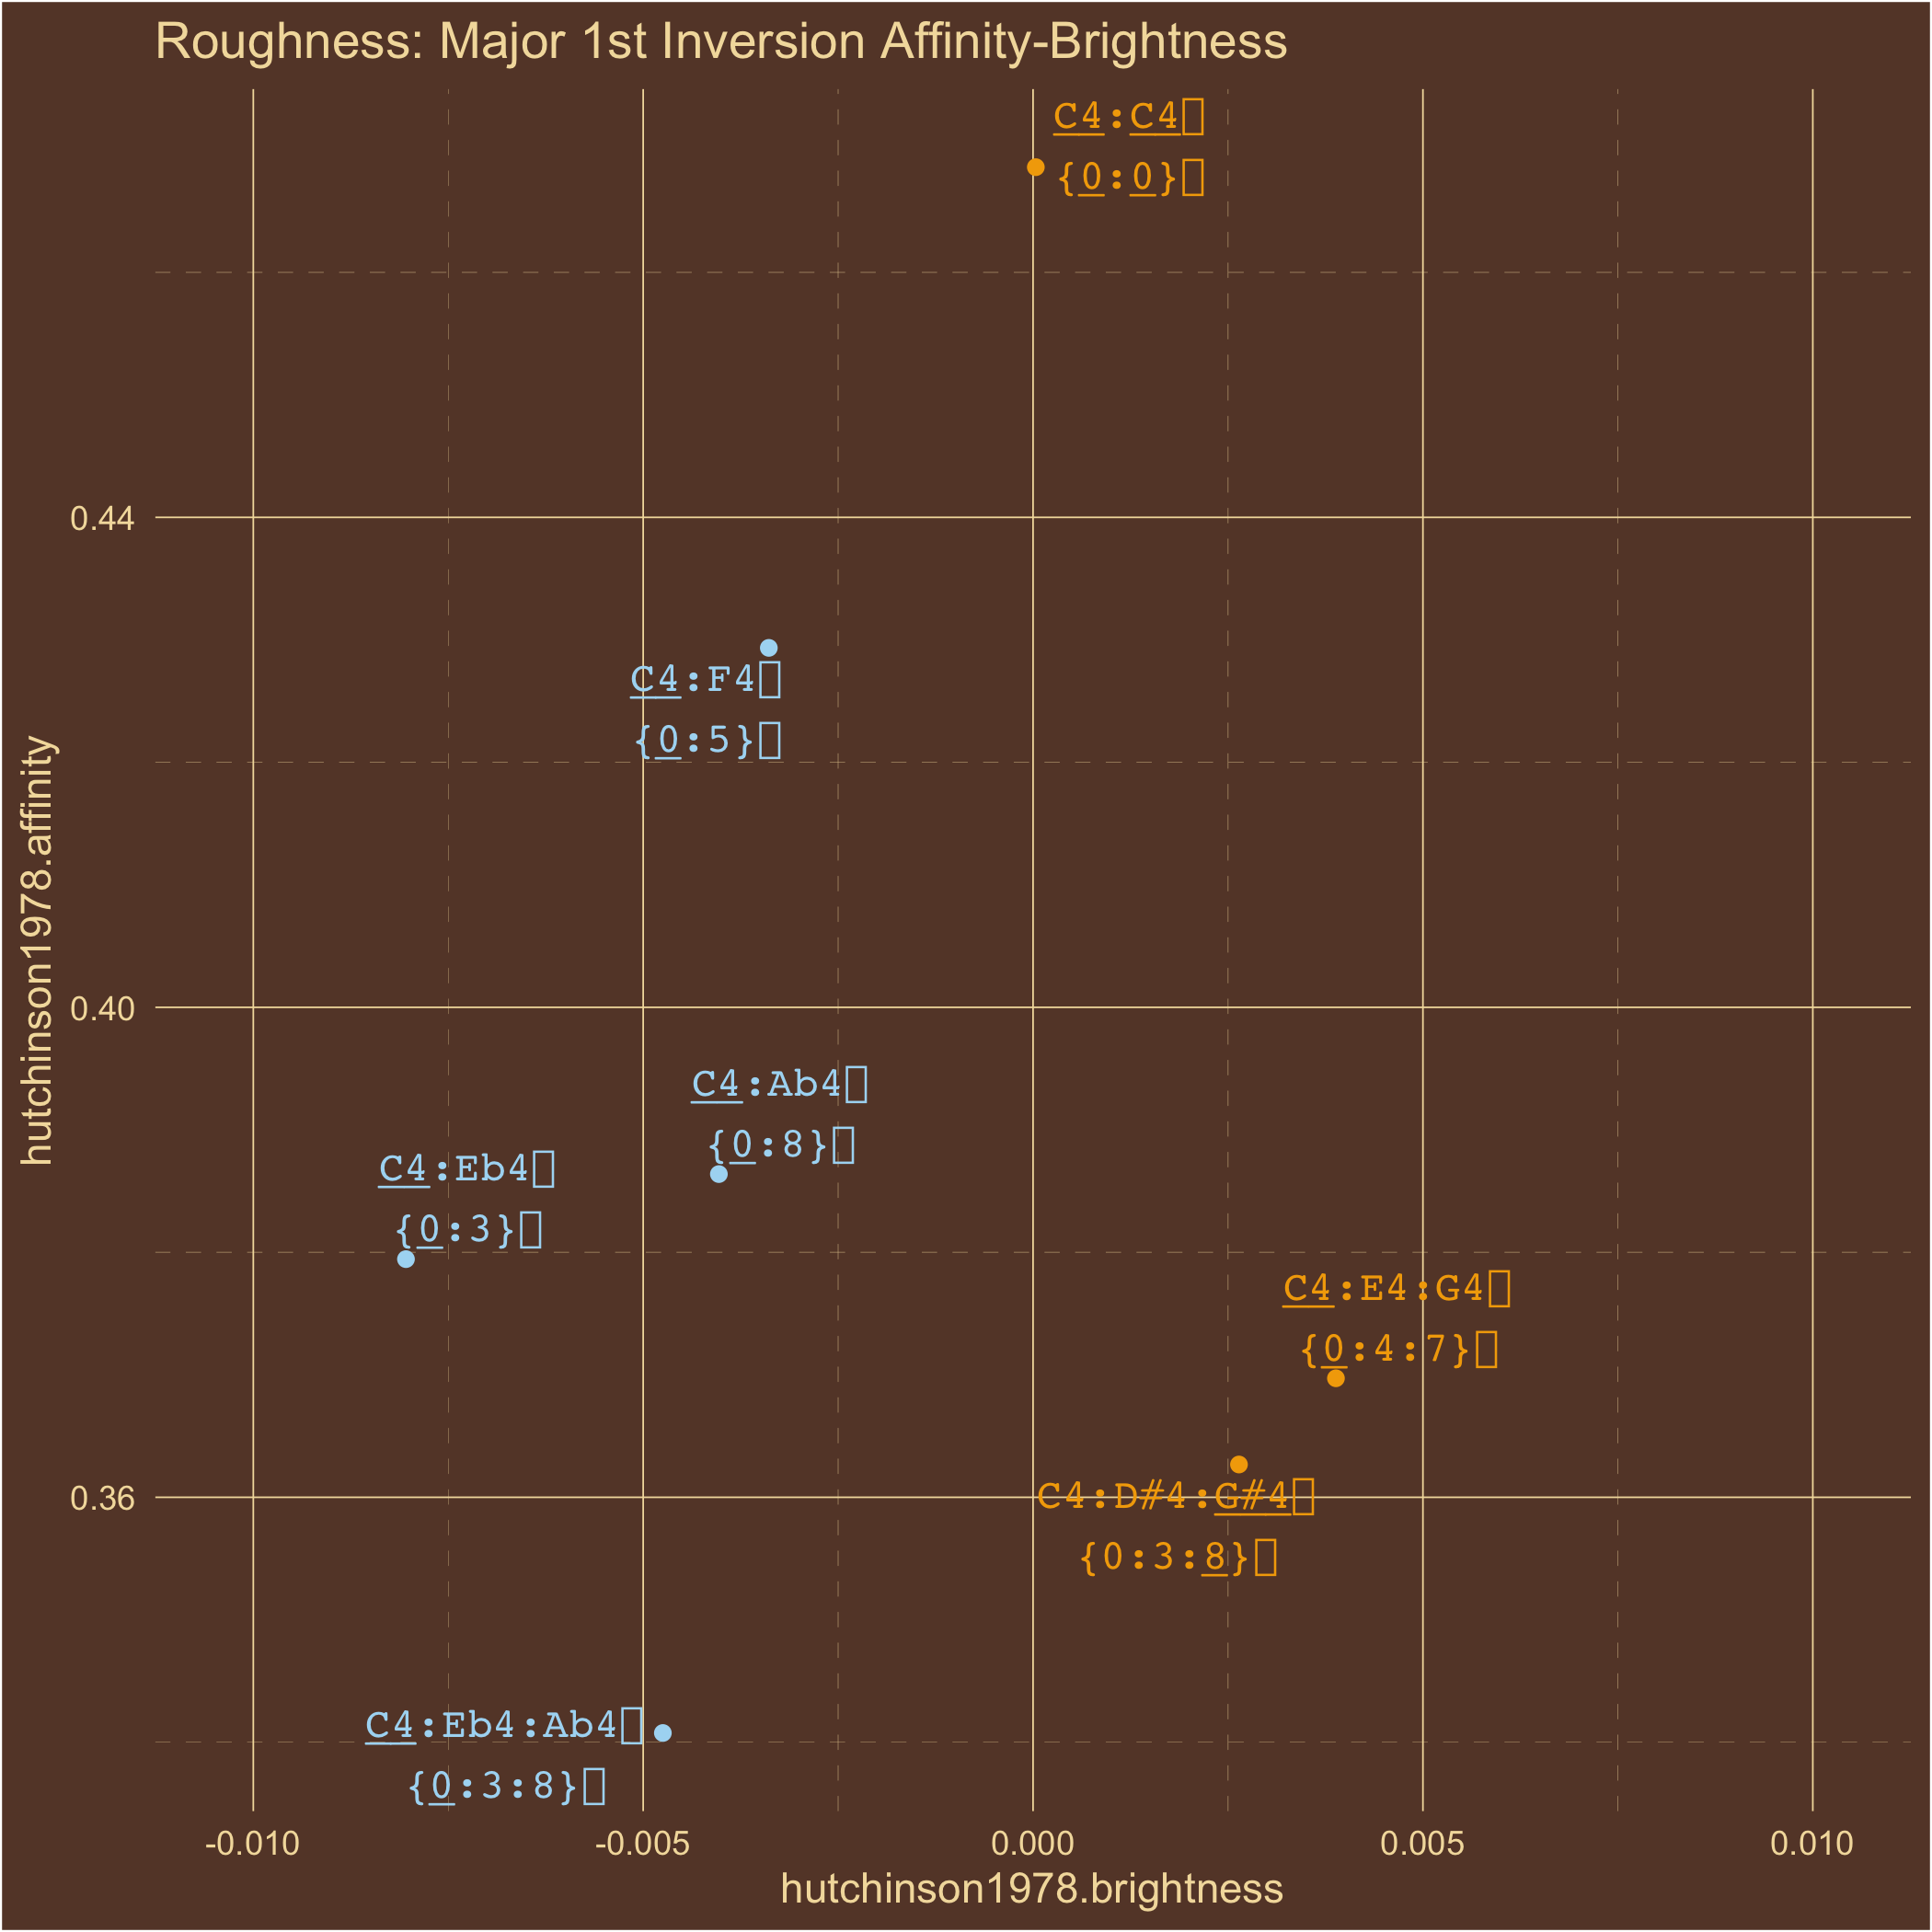 Roughness: Major 1st Inversion Affinity-Brightness
C4:C4
{0:0}
0.44
C4:F4
{0:5}
hutchinson1978.affinity
0.40
C4:Ab4
{0:8}
C4:Eb4
{0:3}
C4:E4:G4
{0:4:7}
0.36
C4:D#4:G#4
{0:3:8}
C4:Eb4:Ab4
{0:3:8}
-0.010 -0.005 0.000 0.005 0.010
hutchinson1978.brightness